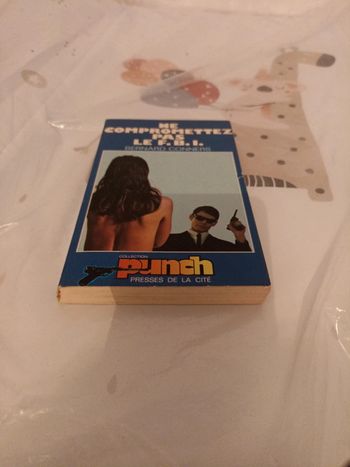 NE
COMPROMETTEZ
PAS
LE F.B.I.
BERNARD CONNERS
COLLECTION
punch
PRESSES DE LA CITÉ